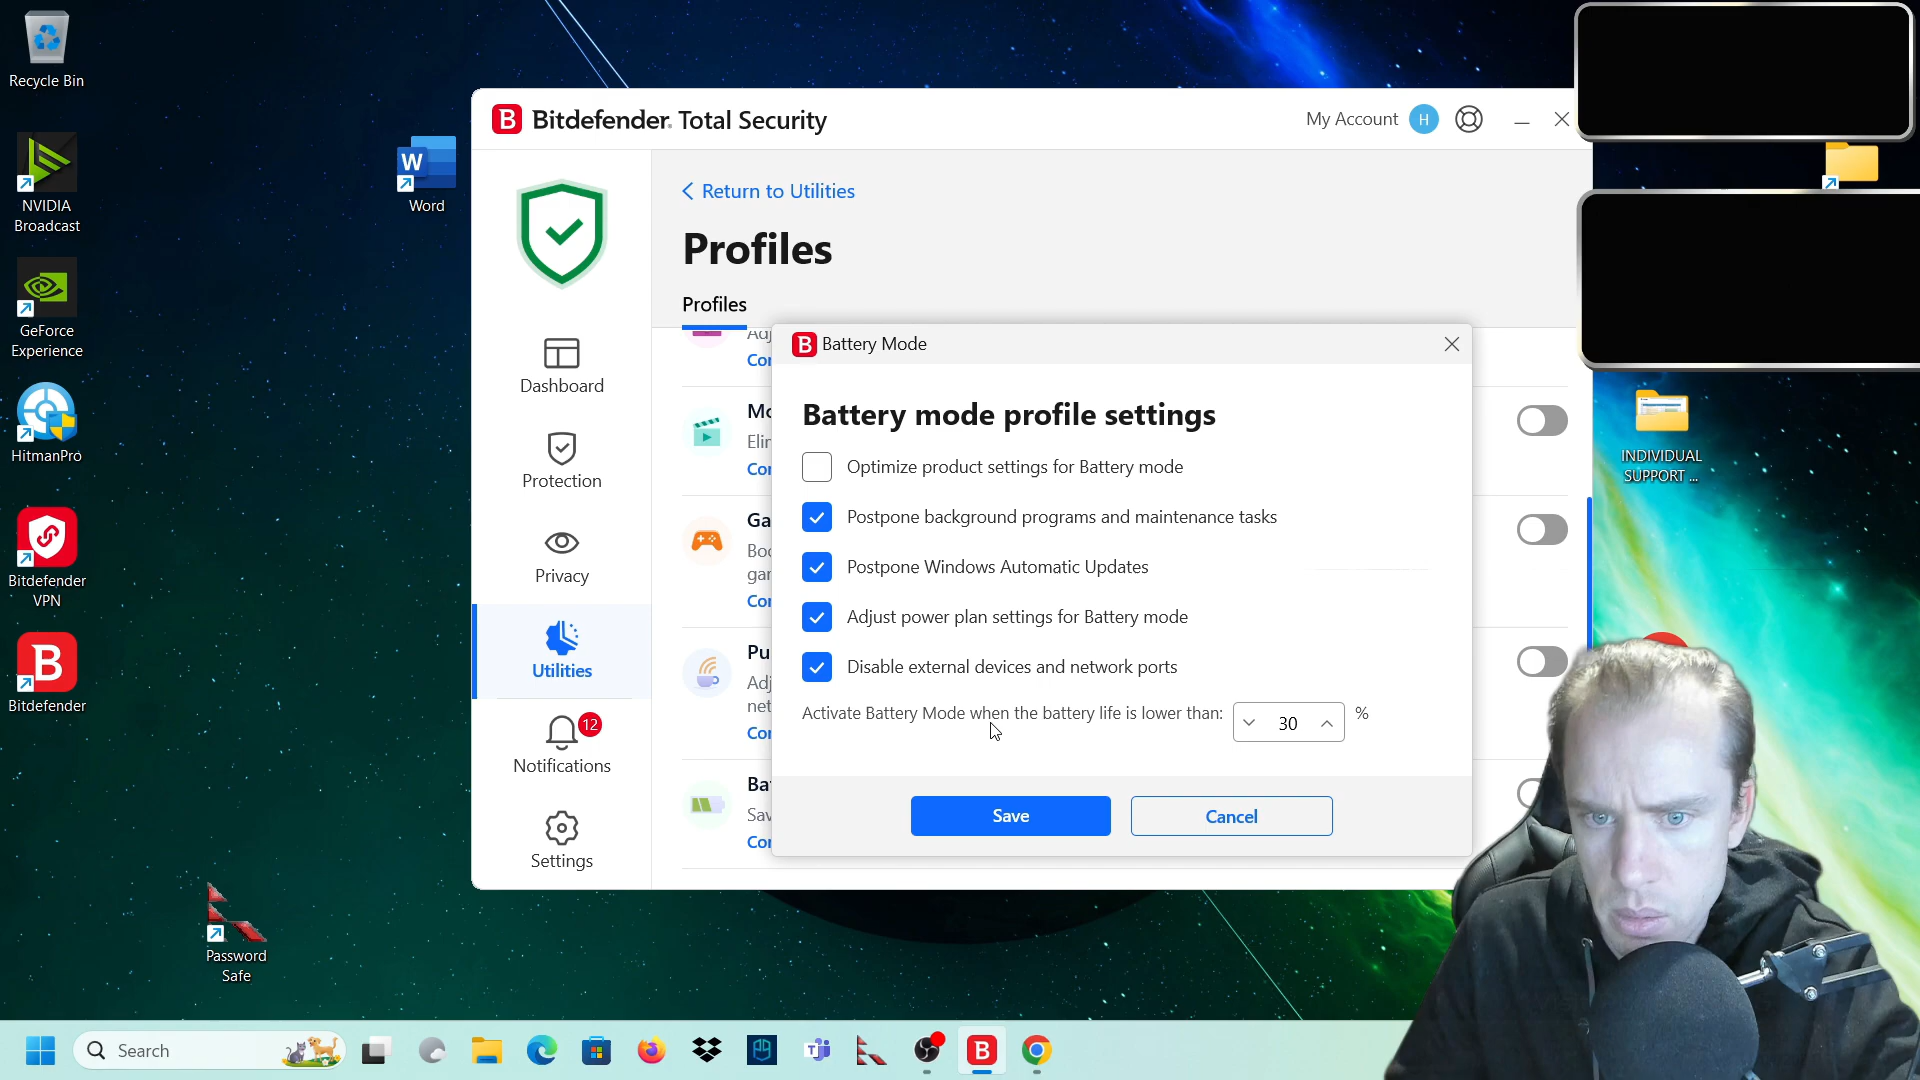 Recycle Bin
NVIDIA
Broadcast
GeForce
Experience
HitmanPro
Bitdefender
VPN
Bitdefender
Word
Password
Safe
INDIVIDUAL
SUPPORT ...
B Bitdefender Total Security
My Account H
Dashboard
Protection
Privacy
Utilities
12
Notifications
Settings
Return to Utilities
Profiles
Profiles
B Battery Mode
Battery mode profile settings
Optimize product settings for Battery mode
Postpone background programs and maintenance tasks
Postpone Windows Automatic Updates
Adjust power plan settings for Battery mode
Disable external devices and network ports
Activate Battery Mode when the battery life is lower than: 30 %
Save
Cancel
Search